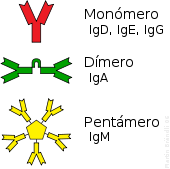 Monómero
IgD, IgE, IgG
Dímero
IgA
Pentámero
IgM